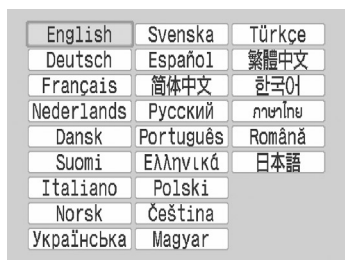 English Svenska Türkçe
Deutsch Español 繁體中文
Français 简体中文 한국어
Nederlands Русский ภาษาไทย
Dansk Português Română
Suomi Ελληνικά 日本語
Italiano Polski
Norsk Čeština
Українська Magyar